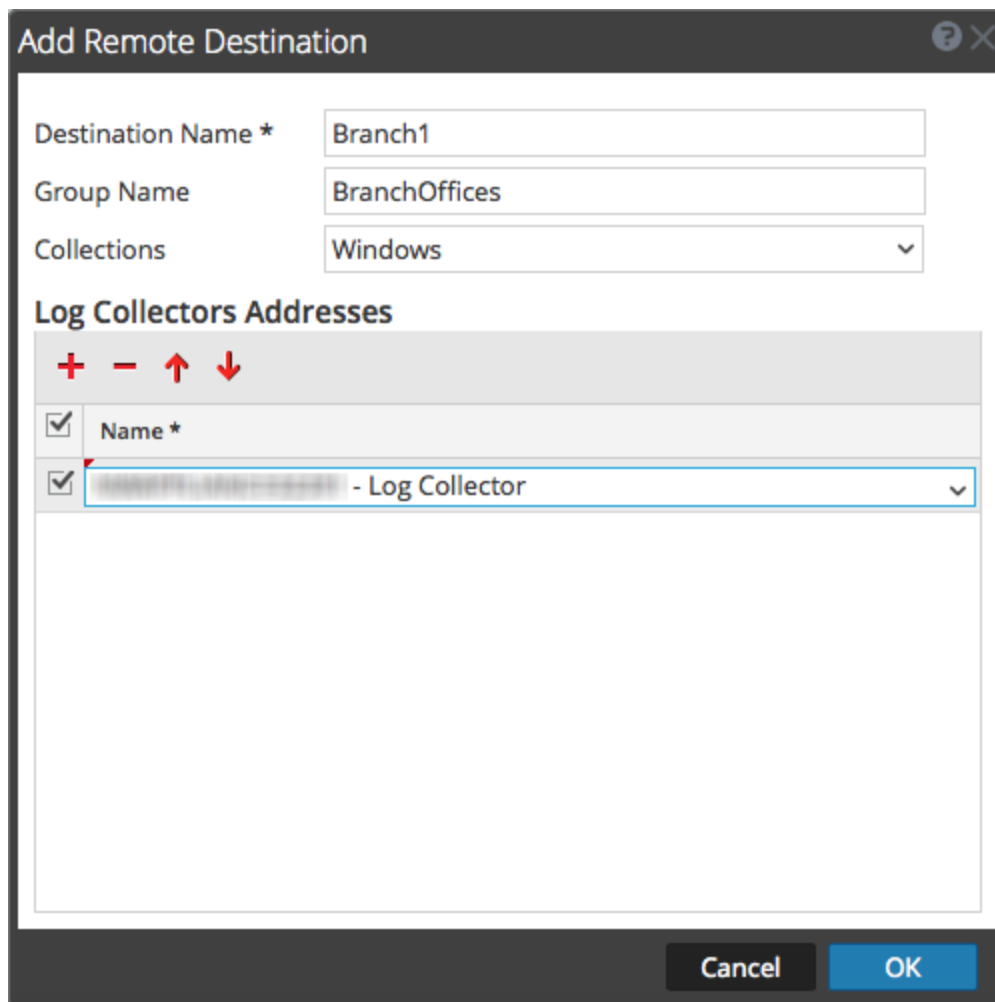 Add Remote Destination
Destination Name * Branch1
Group Name BranchOffices
Collections Windows
Log Collectors Addresses
Name *
- Log Collector
Cancel OK